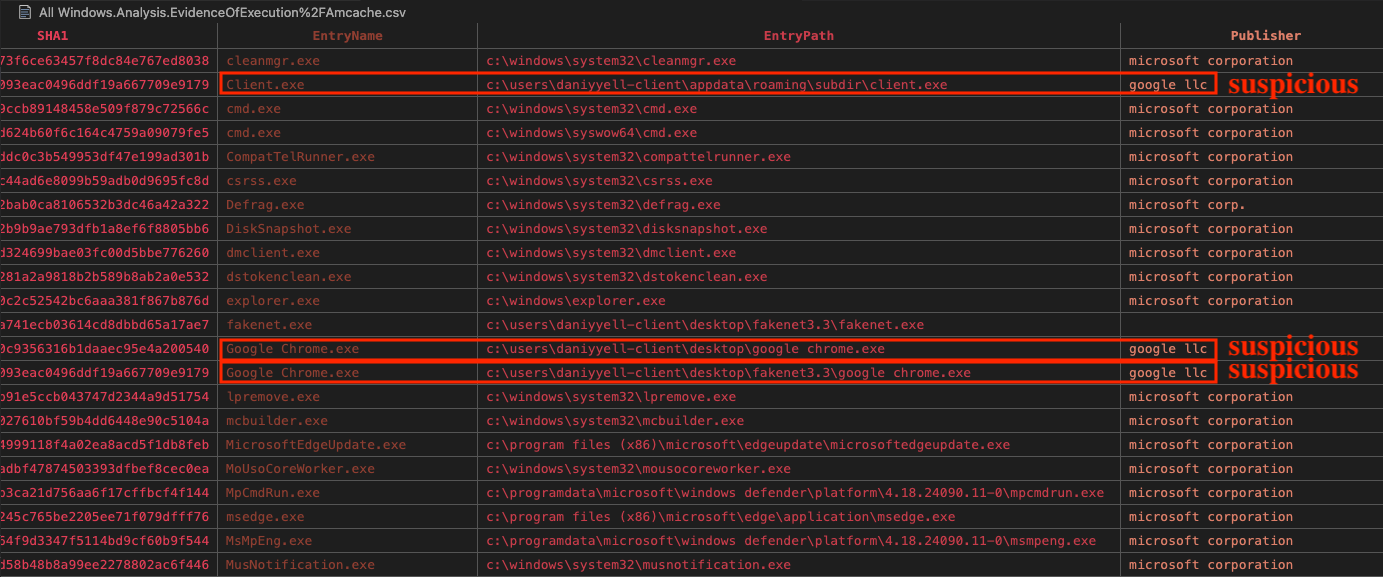 All Windows.Analysis.EvidenceOfExecution%2FAmcache.csv
SHA1 EntryName EntryPath Publisher
73f6ce63457f8dc84e767ed8038 cleanmgr.exe c:\windows\system32\cleanmgr.exe microsoft corporation
093eac0496ddf19a667709e9179 Client.exe c:\users\daniyyell-client\appdata\roaming\subdir\client.exe google llc suspicious
9ccb89148458e509f879c72566c cmd.exe c:\windows\system32\cmd.exe microsoft corporation
d624b60f6c164c4759a09079fe5 cmd.exe c:\windows\syswow64\cmd.exe microsoft corporation
ddc0c3b549953df47e199ad301b CompatTelRunner.exe c:\windows\system32\compattelrunner.exe microsoft corporation
c44ad6e8099b59adb0d9695fc8d csrss.exe c:\windows\system32\csrss.exe microsoft corporation
2bab0ca8106532b3dc46a42a322 Defrag.exe c:\windows\system32\defrag.exe microsoft corp.
2b9b9ae793dfb1a8ef6f8805bb6 DiskSnapshot.exe c:\windows\system32\disksnapshot.exe microsoft corporation
d324699bae03fc00d5bbe776260 dmclient.exe c:\windows\system32\dmclient.exe microsoft corporation
281a2a9818b2b589b8ab2a0e532 dstokenclean.exe c:\windows\system32\dstokenclean.exe microsoft corporation
0c2c52542bc6aaa381f867b876d explorer.exe c:\windows\explorer.exe microsoft corporation
a741ecb03614cd8dbbd65a17ae7 fakenet.exe c:\users\daniyyell-client\desktop\fakenet3.3\fakenet.exe
0c9356316b1daaec95e4a200540 Google Chrome.exe c:\users\daniyyell-client\desktop\google chrome.exe google llc suspicious
093eac0496ddf19a667709e9179 Google Chrome.exe c:\users\daniyyell-client\desktop\fakenet3.3\google chrome.exe google llc suspicious
b91e5ccb043747d2344a9d51754 lpremove.exe c:\windows\system32\lpremove.exe microsoft corporation
027610bf59b4dd6448e90c5104a mcbuilder.exe c:\windows\system32\mcbuilder.exe microsoft corporation
4999118f4a02ea8acd5f1db8feb MicrosoftEdgeUpdate.exe c:\program files (x86)\microsoft\edgeupdate\microsoftedgeupdate.exe microsoft corporation
adbf47874503393dfbef8cec0ea MoUsoCoreWorker.exe c:\windows\system32\mousocoreworker.exe microsoft corporation
b3ca21d756aa6f17cffbcf4f144 MpCmdRun.exe c:\programdata\microsoft\windows defender\platform\4.18.24090.11-0\mpcmdrun.exe microsoft corporation
245c765be2205ee71f079dfff76 msedge.exe c:\program files (x86)\microsoft\edge\application\msedge.exe microsoft corporation
64f9d3347f5114bd9cf60b9f544 MsMpEng.exe c:\programdata\microsoft\windows defender\platform\4.18.24090.11-0\msmpeng.exe microsoft corporation
d58b48b8a99ee2278802ac6f446 MusNotification.exe c:\windows\system32\musnotification.exe microsoft corporation